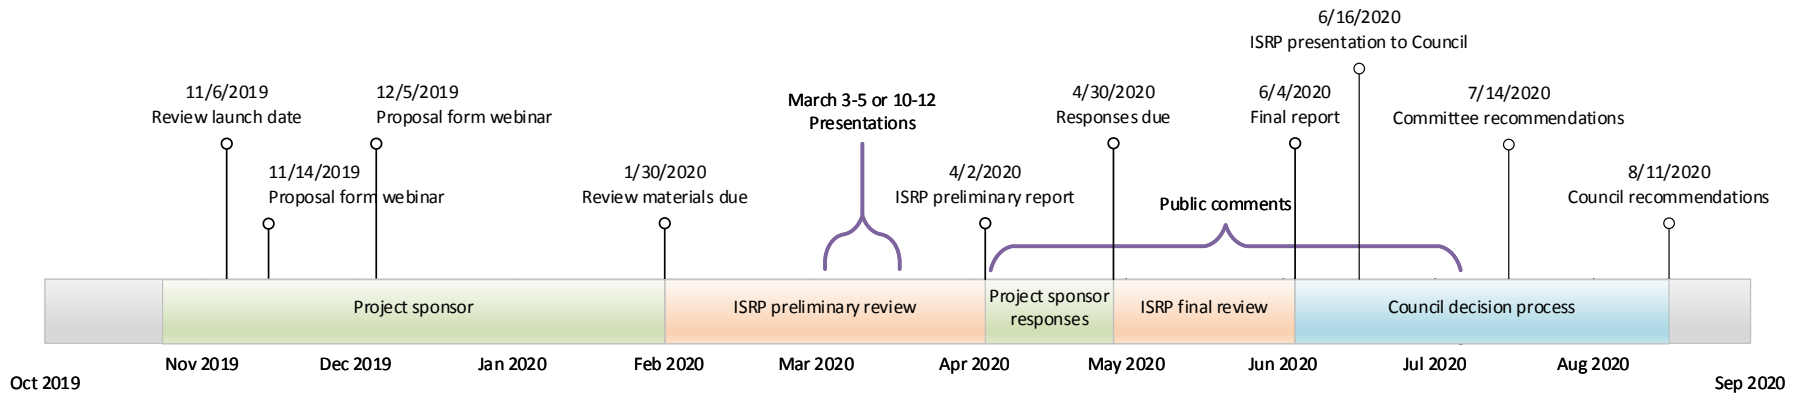 6/16/2020
ISRP presentation to Council
11/6/2019
Review launch date
12/5/2019
Proposal form webinar
March 3-5 or 10-12
Presentations
4/30/2020
Responses due
6/4/2020
Final report
7/14/2020
Committee recommendations
11/14/2019
Proposal form webinar
1/30/2020
Review materials due
4/2/2020
ISRP preliminary report
Public comments
8/11/2020
Council recommendations
Project sponsor
ISRP preliminary review
Project sponsor
responses
ISRP final review
Council decision process
Oct 2019
Nov 2019
Dec 2019
Jan 2020
Feb 2020
Mar 2020
Apr 2020
May 2020
Jun 2020
Jul 2020
Aug 2020
Sep 2020